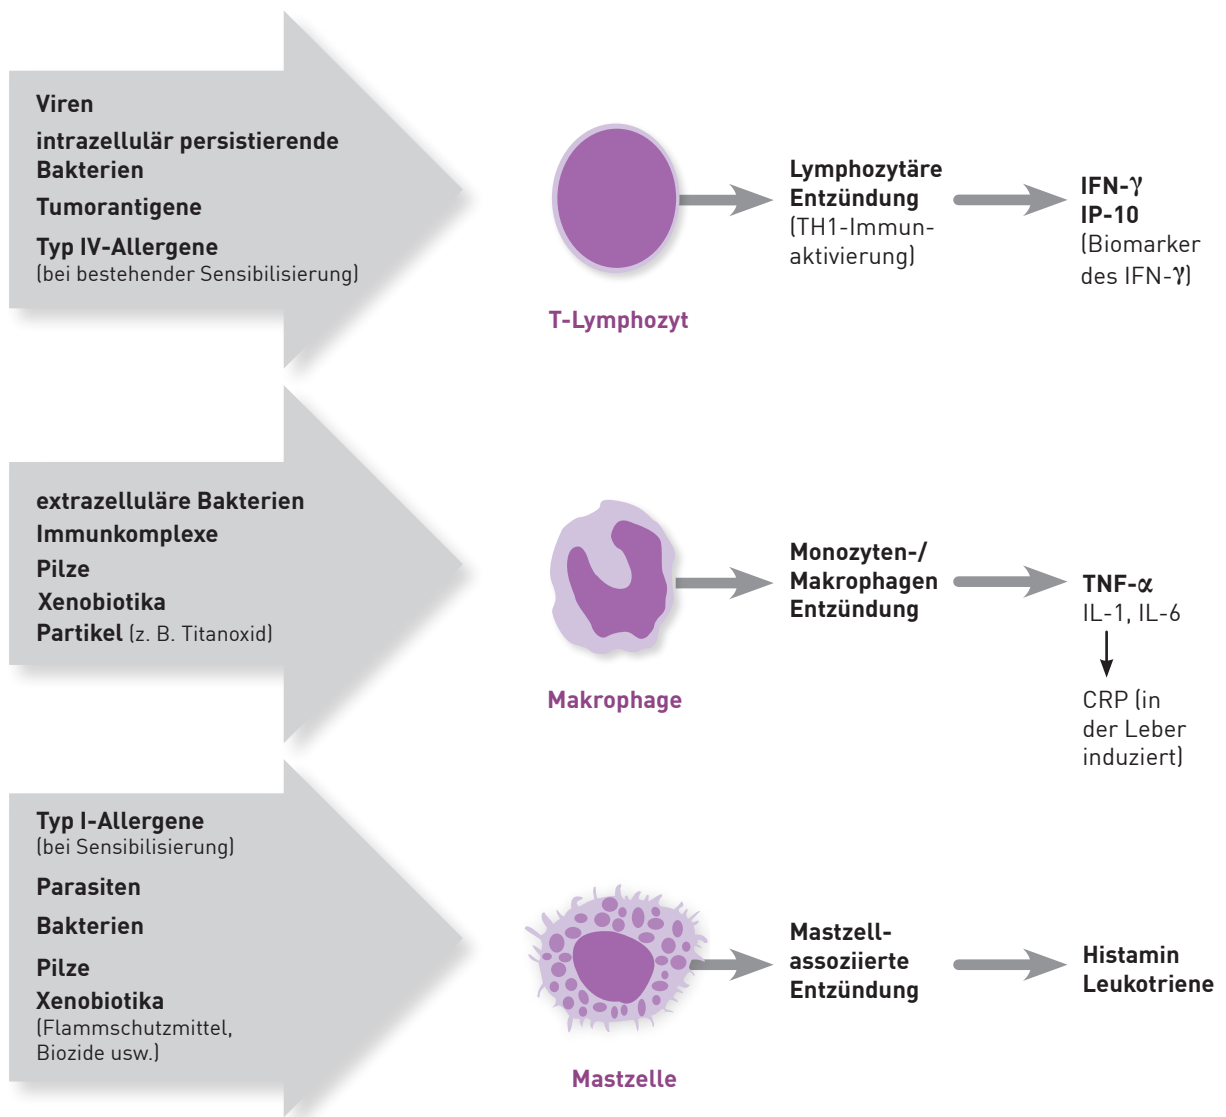 Viren
intrazellulär persistierende
Bakterien
Tumorantigene
Typ IV-Allergene
(bei bestehender Sensibilisierung)
T-Lymphozyt
Lymphozytäre
Entzündung
(TH1-Immun-
aktivierung)
IFN-γ
IP-10
(Biomarker
des IFN-γ)
extrazelluläre Bakterien
Immunkomplexe
Pilze
Xenobiotika
Partikel (z. B. Titanoxid)
Makrophage
Monozyten-/
Makrophagen
Entzündung
TNF-α
IL-1, IL-6
CRP (in
der Leber
induziert)
Typ I-Allergene
(bei Sensibilisierung)
Parasiten
Bakterien
Pilze
Xenobiotika
(Flammschutzmittel,
Biozide usw.)
Mastzelle
Mastzell-
assoziierte
Entzündung
Histamin
Leukotriene